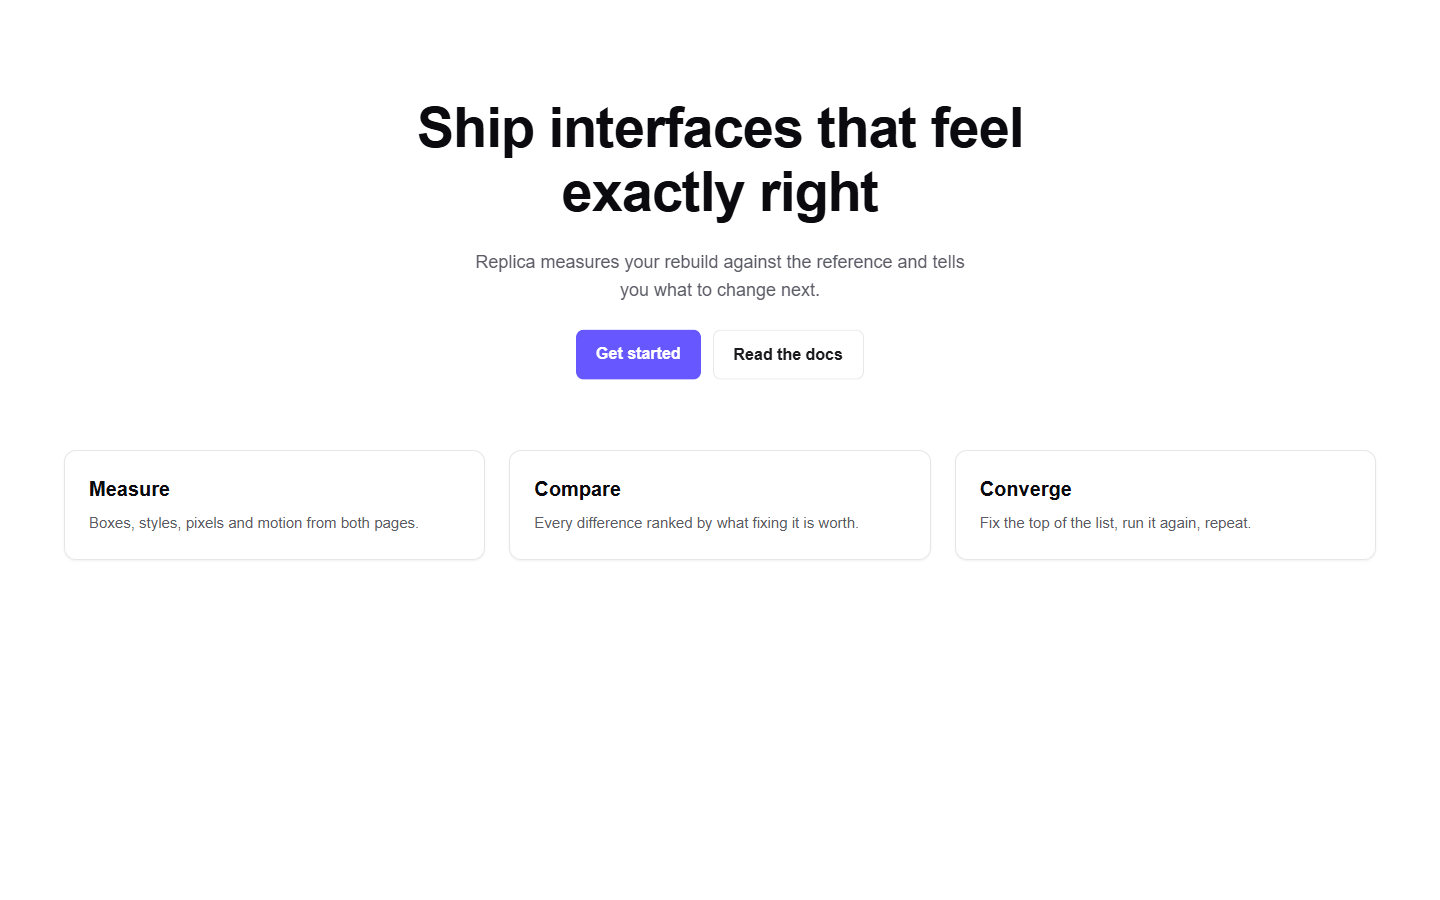 Ship interfaces that feel
exactly right
Replica measures your rebuild against the reference and tells
you what to change next.
Get started
Read the docs
Measure
Boxes, styles, pixels and motion from both pages.
Compare
Every difference ranked by what fixing it is worth.
Converge
Fix the top of the list, run it again, repeat.